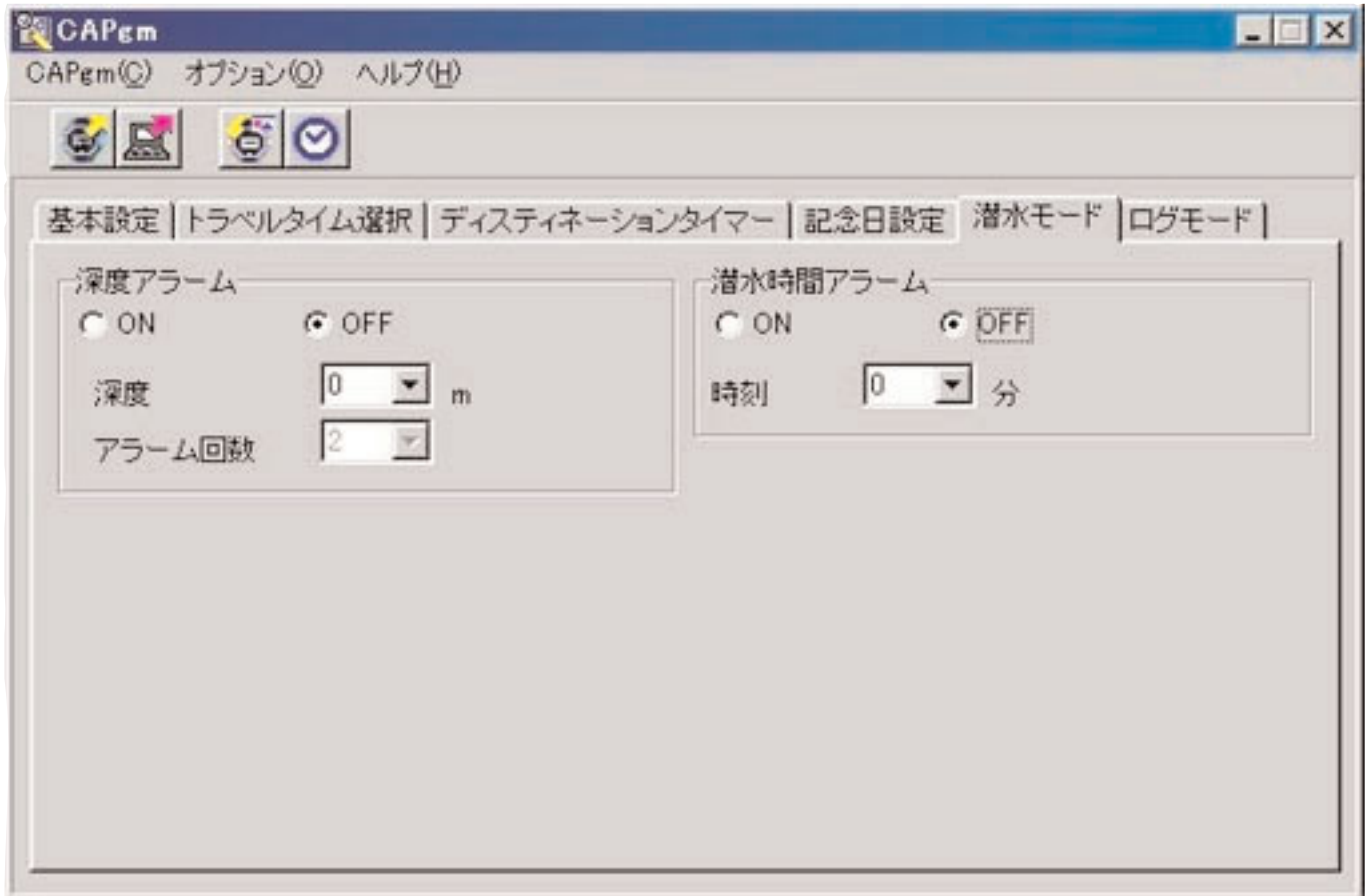 CAPgm
CAPgm(C) オプション(O) ヘルプ(H)
基本設定 トラベルタイム選択 ディスティネーションタイマー 記念日設定 潜水モード ログモード
深度アラーム 潜水時間アラーム
ON OFF ON OFF
深度 0 m 時刻 0 分
アラーム回数 2